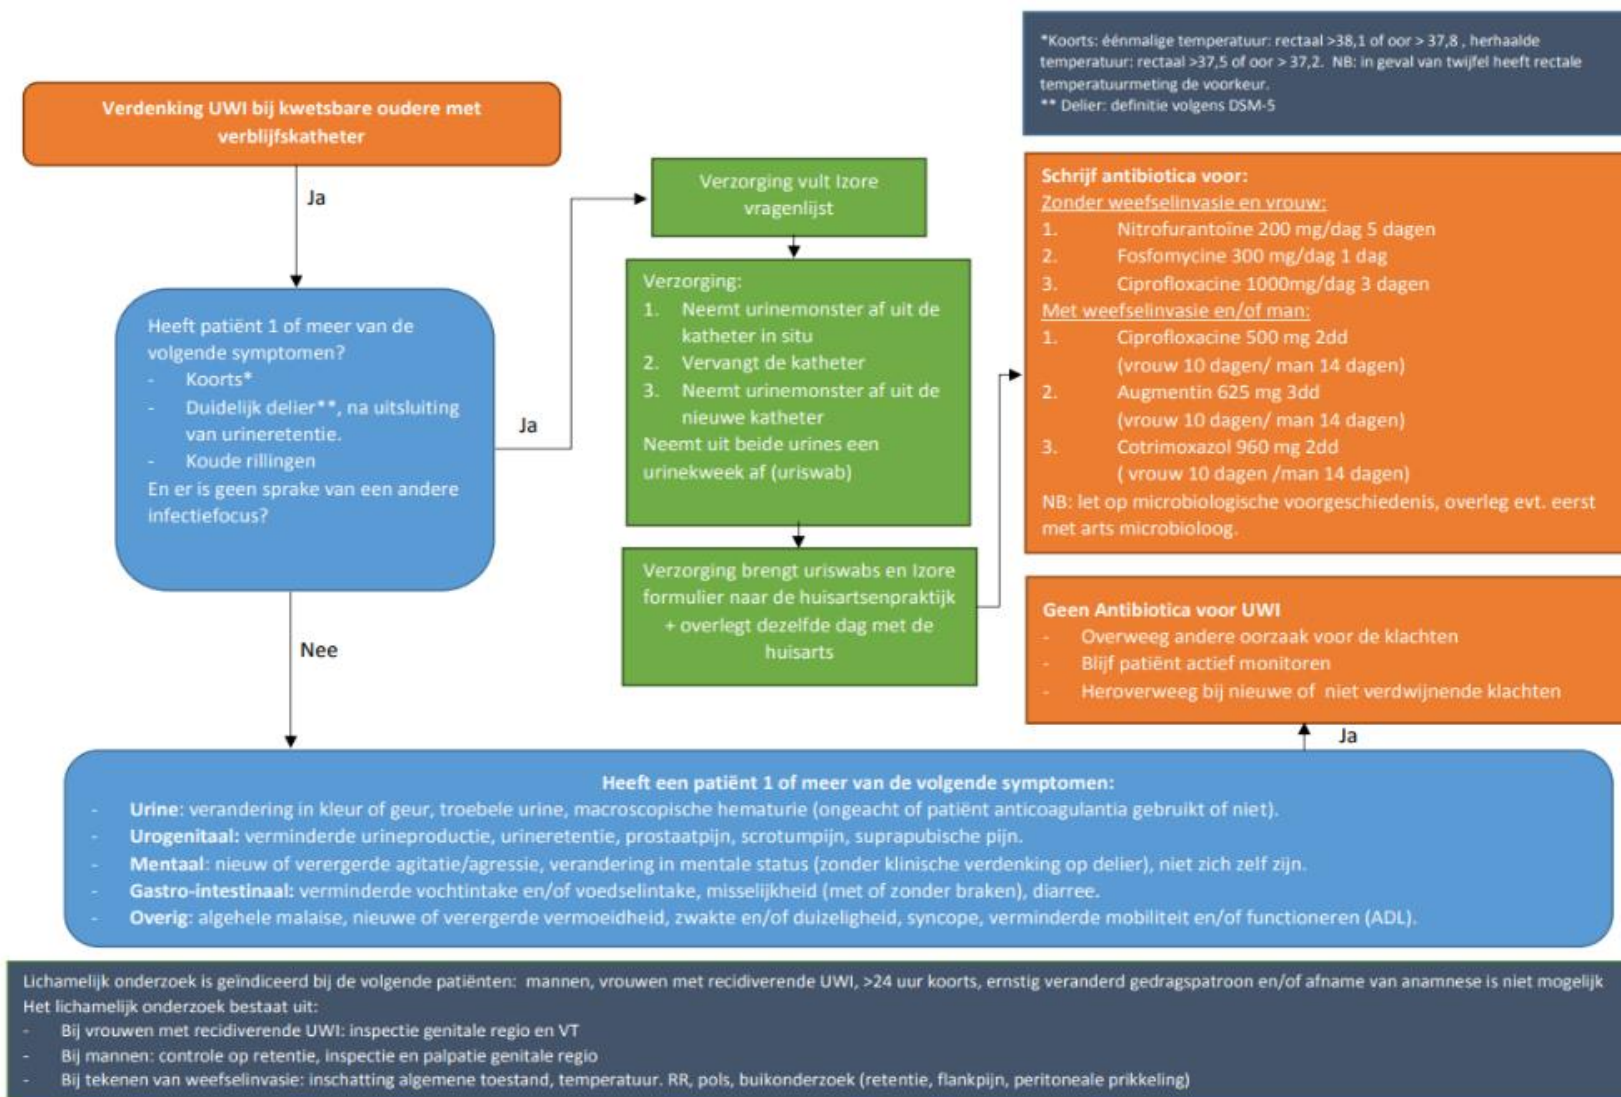 *Koorts: éénmalige temperatuur: rectaal >38,1 of oor > 37,8 , herhaalde
temperatuur: rectaal >37,5 of oor > 37,2.  NB: in geval van twijfel heeft rectale
temperatuurmeting de voorkeur.
** Delier: definitie volgens DSM-5
Verdenking UWI bij kwetsbare oudere met
verblijfskatheter
Ja
Heeft patiënt 1 of meer van de
volgende symptomen?
- Koorts*
- Duidelijk delier**, na uitsluiting
van urineretentie.
- Koude rillingen
En er is geen sprake van een andere
infectiefocus?
Ja
Verzorging vult Izore
vragenlijst
Verzorging:
1. Neemt urinemonster af uit de
katheter in situ
2. Vervangt de katheter
3. Neemt urinemonster af uit de
nieuwe katheter
Neemt uit beide urines een
urinekweek af (uriswab)
Verzorging brengt uriswabs en Izore
formulier naar de huisartsenpraktijk
+ overlegt dezelfde dag met de
huisarts
Schrijf antibiotica voor:
Zonder weefselinvasie en vrouw:
1. Nitrofurantoïne 200 mg/dag 5 dagen
2. Fosfomycine 300 mg/dag 1 dag
3. Ciprofloxacine 1000mg/dag 3 dagen
Met weefselinvasie en/of man:
1. Ciprofloxacine 500 mg 2dd
(vrouw 10 dagen/ man 14 dagen)
2. Augmentin 625 mg 3dd
(vrouw 10 dagen/ man 14 dagen)
3. Cotrimoxazol 960 mg 2dd
( vrouw 10 dagen /man 14 dagen)
NB: let op microbiologische voorgeschiedenis, overleg evt. eerst
met arts microbioloog.
Geen Antibiotica voor UWI
- Overweeg andere oorzaak voor de klachten
- Blijf patiënt actief monitoren
- Heroverweeg bij nieuwe of  niet verdwijnende klachten
Nee
Ja
Heeft een patiënt 1 of meer van de volgende symptomen:
- Urine: verandering in kleur of geur, troebele urine, macroscopische hematurie (ongeacht of patiënt anticoagulantia gebruikt of niet).
- Urogenitaal: verminderde urineproductie, urineretentie, prostaatpijn, scrotumpijn, suprapubische pijn.
- Mentaal: nieuw of verergerde agitatie/agressie, verandering in mentale status (zonder klinische verdenking op delier), niet zich zelf zijn.
- Gastro-intestinaal: verminderde vochtintake en/of voedselintake, misselijkheid (met of zonder braken), diarree.
- Overig: algehele malaise, nieuwe of verergerde vermoeidheid, zwakte en/of duizeligheid, syncope, verminderde mobiliteit en/of functioneren (ADL).
Lichamelijk onderzoek is geïndiceerd bij de volgende patiënten:  mannen, vrouwen met recidiverende UWI, >24 uur koorts, ernstig veranderd gedragspatroon en/of afname van anamnese is niet mogelijk
Het lichamelijk onderzoek bestaat uit:
- Bij vrouwen met recidiverende UWI: inspectie genitale regio en VT
- Bij mannen: controle op retentie, inspectie en palpatie genitale regio
- Bij tekenen van weefselinvasie: inschatting algemene toestand, temperatuur. RR, pols, buikonderzoek (retentie, flankpijn, peritoneale prikkeling)